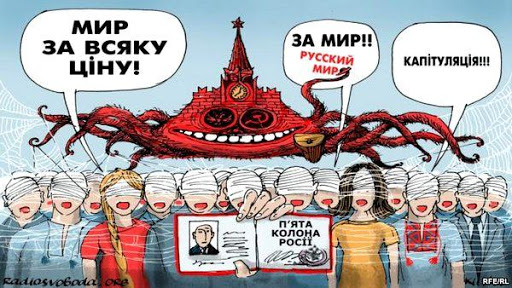 МИР
ЗА ВСЯКУ
ЦІНУ!
ЗА МИР!!
РУССКИЙ
МИР
КАПІТУЛЯЦІЯ!!!
П'ЯТА
КОЛОНА
РОСІЇ
radiosvoboda.org
RFE/RL